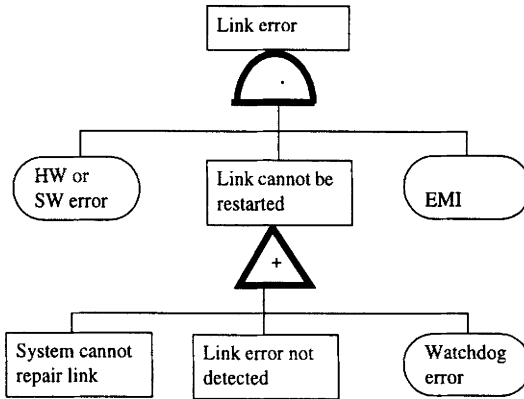 Link error
.
HW or
SW error
Link cannot be
restarted
EMI
+
System cannot
repair link
Link error not
detected
Watchdog
error